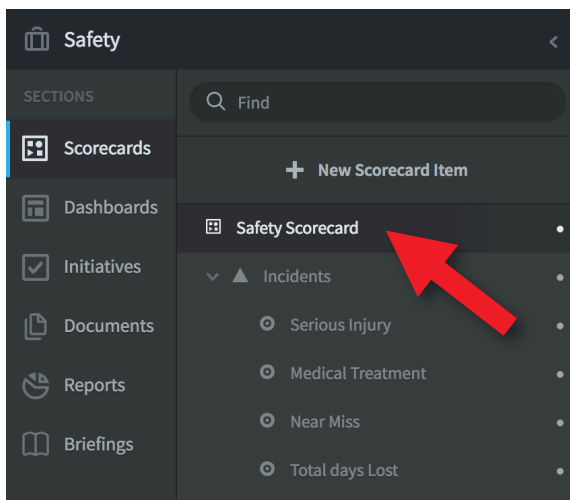 Safety
SECTIONS
Scorecards
Dashboards
Initiatives
Documents
Reports
Briefings
Find
New Scorecard Item
Safety Scorecard
Incidents
Serious Injury
Medical Treatment
Near Miss
Total days Lost